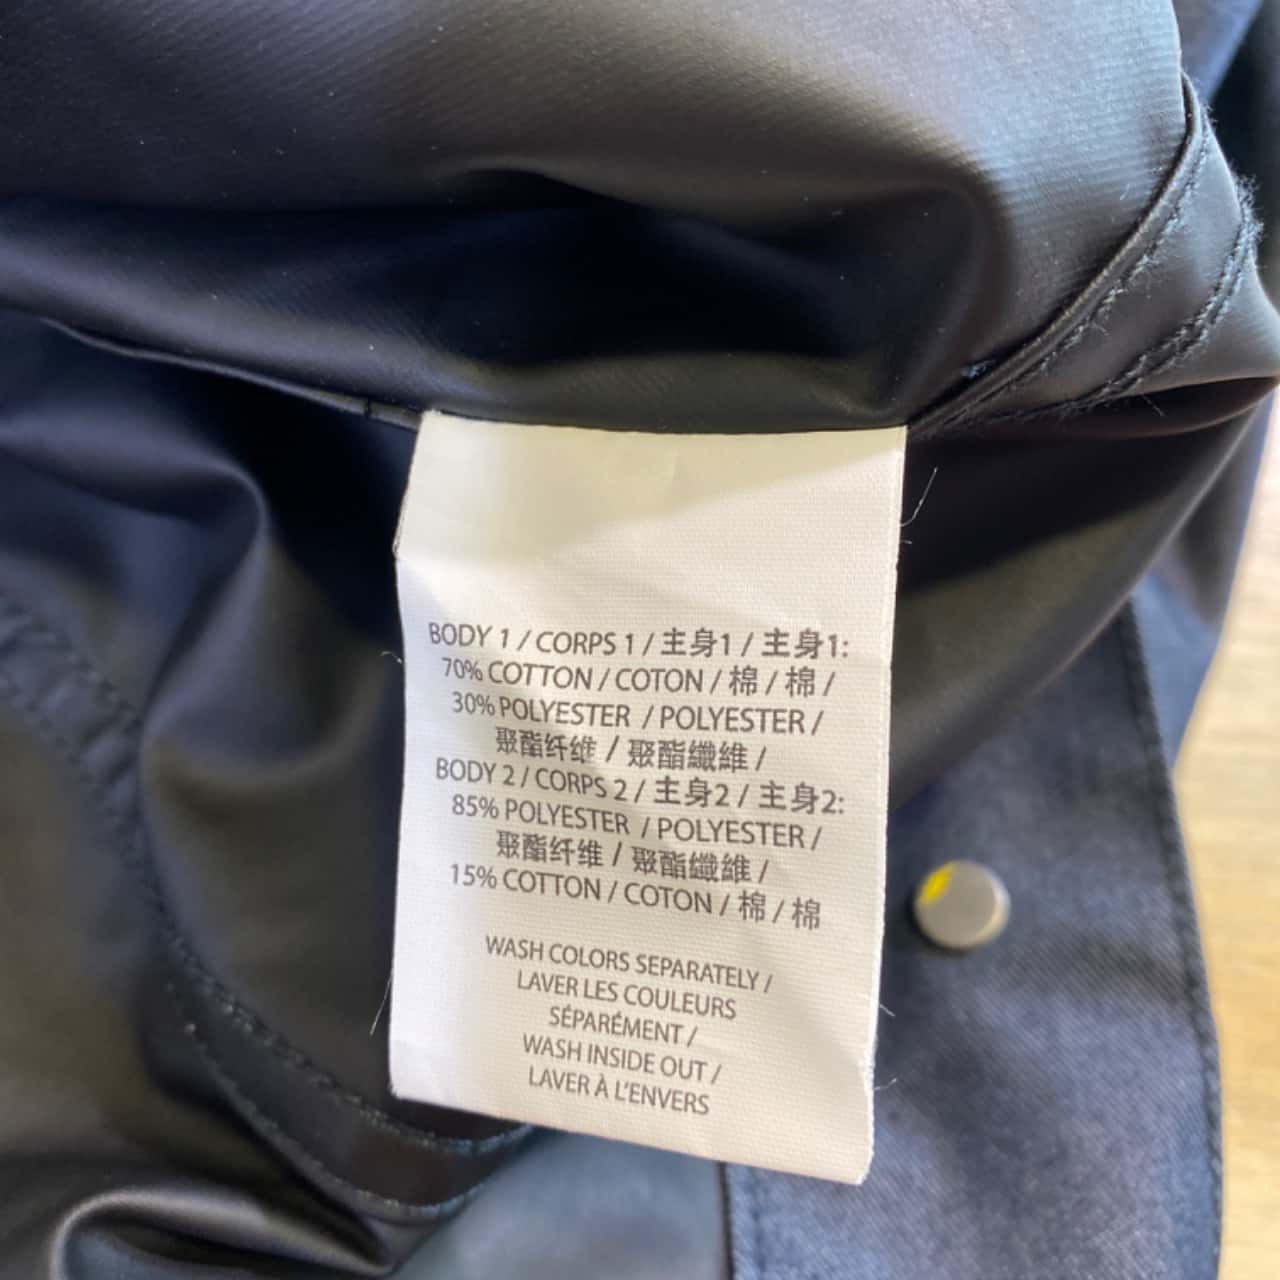 BODY 1 / CORPS 1 / 主身1 / 主身1:
70% COTTON / COTON / 棉 / 棉 /
30% POLYESTER / POLYESTER /
聚酯纤维 / 聚酯纖維 /
BODY 2 / CORPS 2 / 主身2 / 主身2:
85% POLYESTER / POLYESTER /
聚酯纤维 / 聚酯纖維 /
15% COTTON / COTON / 棉 / 棉
WASH COLORS SEPARATELY /
LAVER LES COULEURS
SÉPARÉMENT /
WASH INSIDE OUT /
LAVER À L'ENVERS